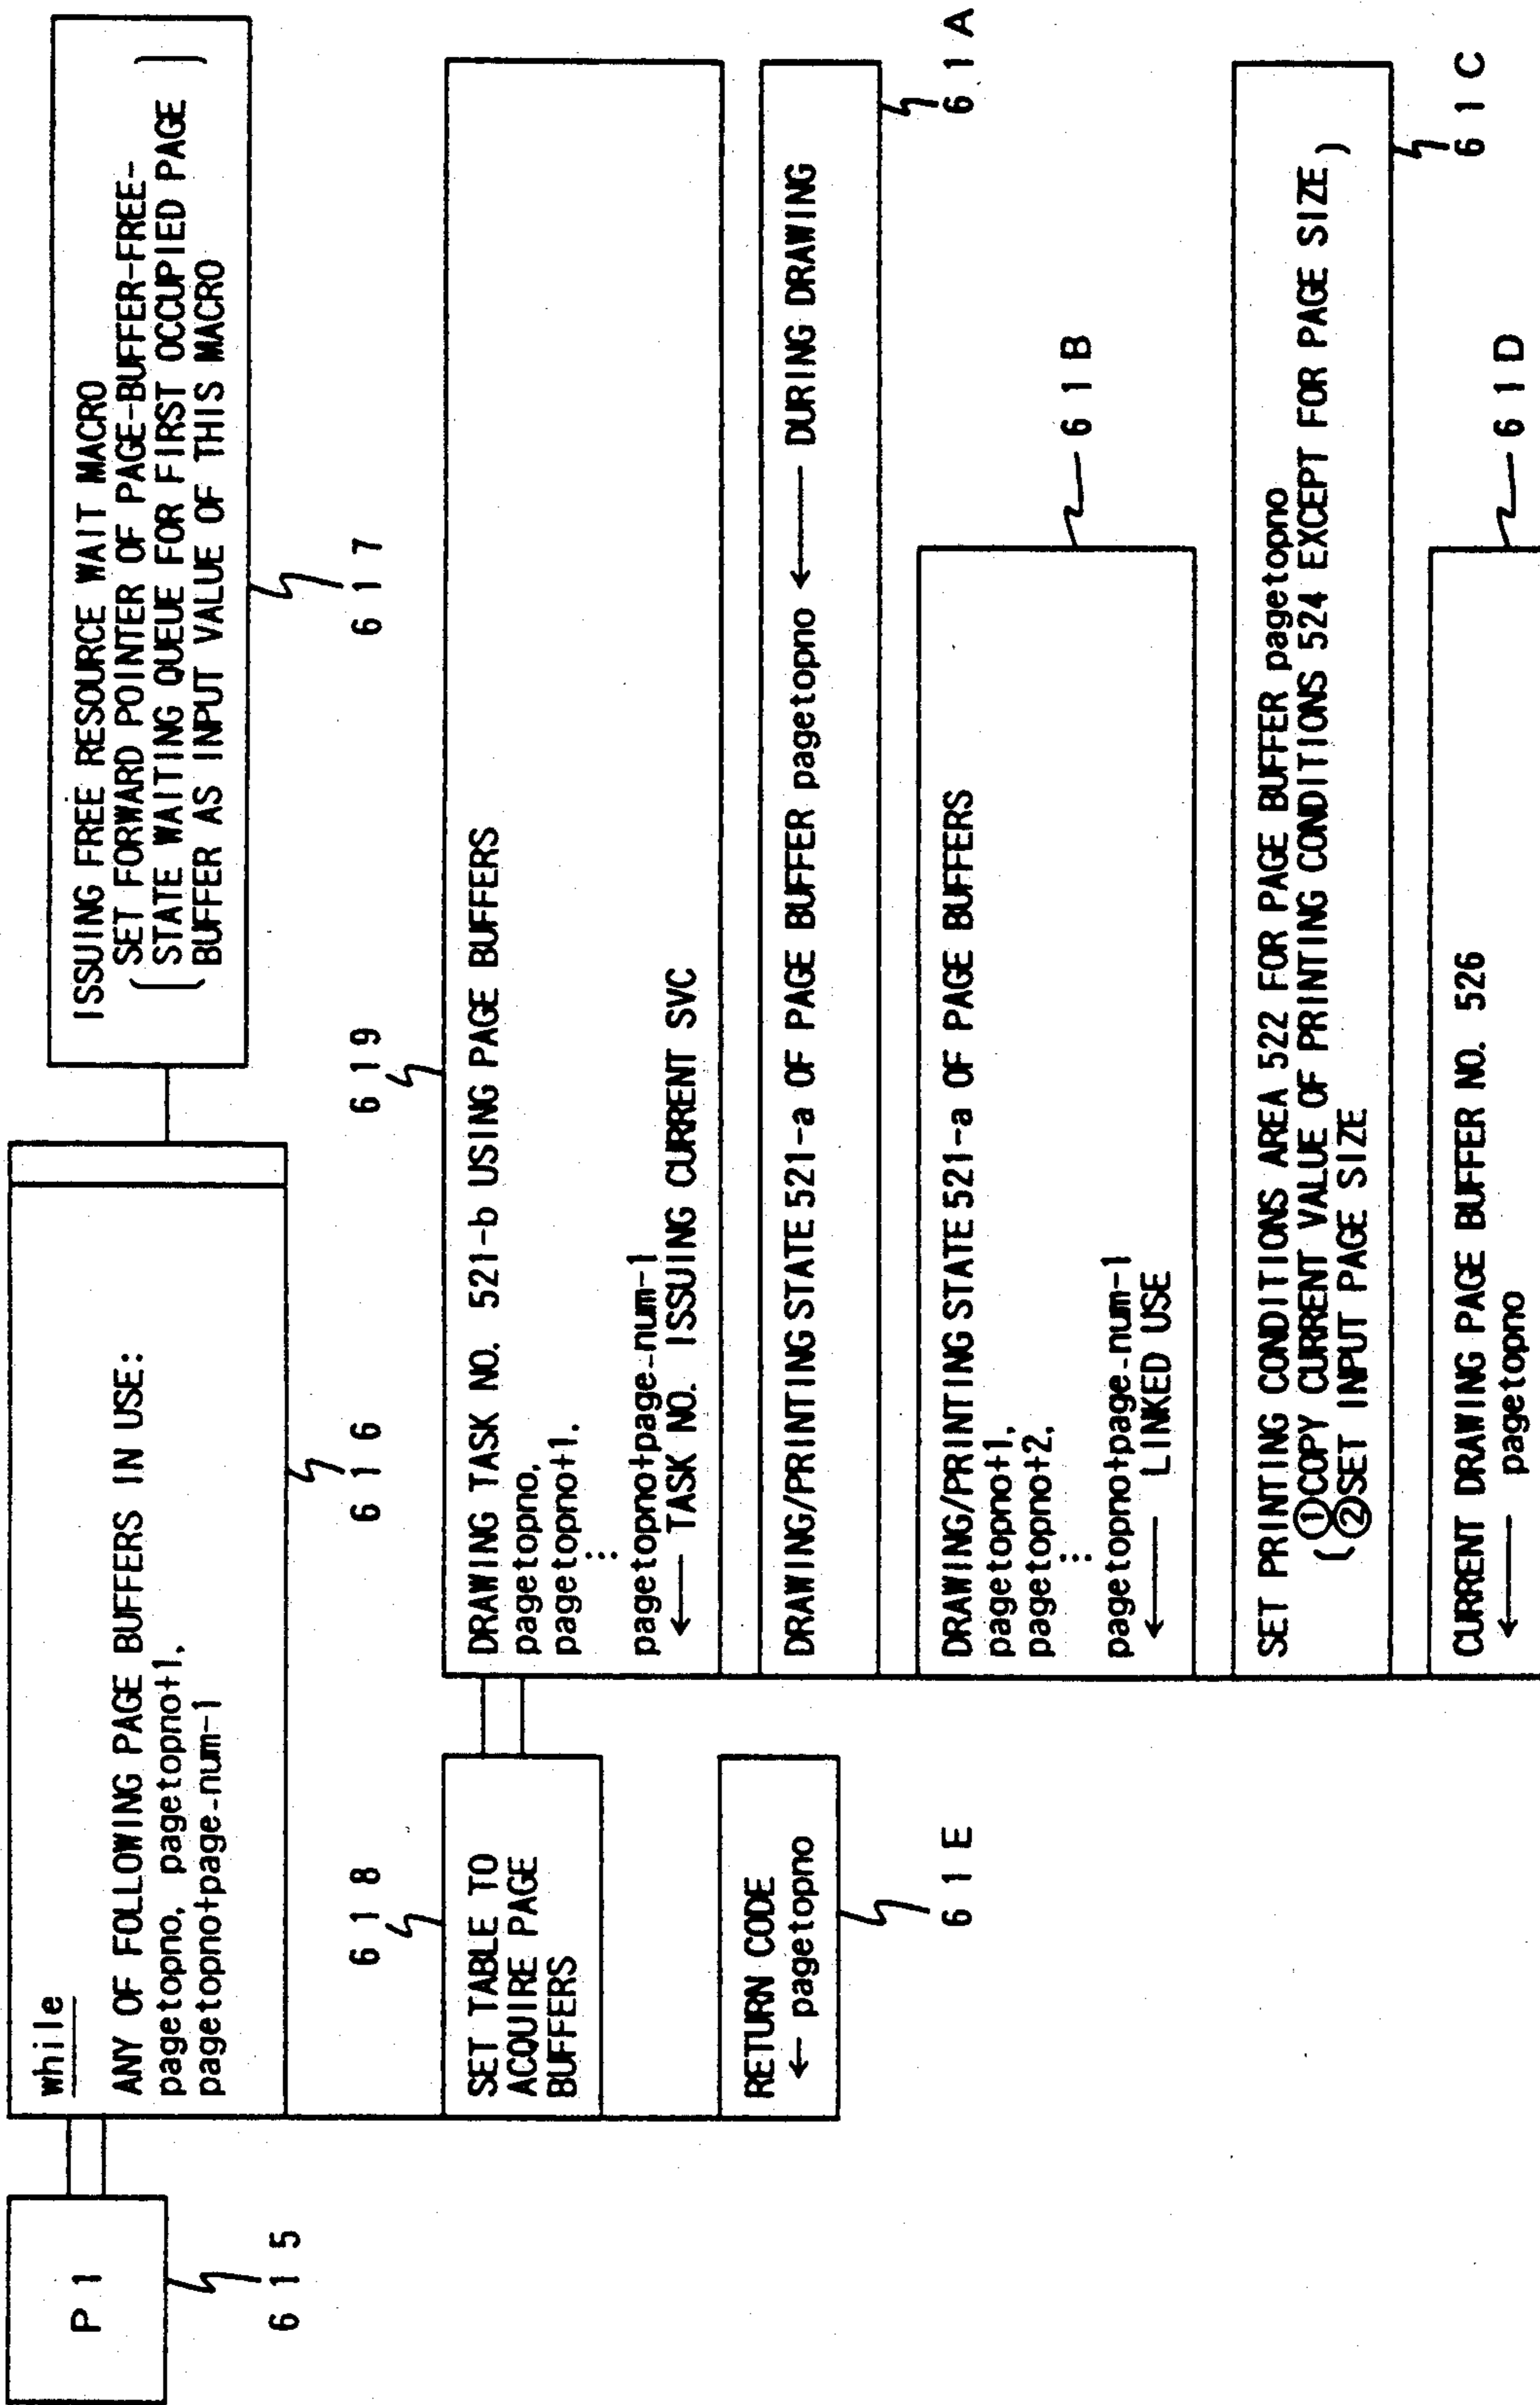 P1
615
while
ANY OF FOLLOWING PAGE BUFFERS IN USE:
pagetopno, pagetopno+1,
pagetopno+page-num-1
616
ISSUING FREE RESOURCE WAIT MACRO
(SET FORWARD POINTER OF PAGE-BUFFER-FREE-
STATE WAITING QUEUE FOR FIRST OCCUPIED PAGE
BUFFER AS INPUT VALUE OF THIS MACRO)
617
618
SET TABLE TO
ACQUIRE PAGE
BUFFERS
619
DRAWING TASK NO. 521-b USING PAGE BUFFERS
pagetopno,
pagetopno+1,
⋮
pagetopno+page-num-1
← TASK NO. ISSUING CURRENT SVC
DRAWING/PRINTING STATE 521-a OF PAGE BUFFER pagetopno ← DURING DRAWING
61A
DRAWING/PRINTING STATE 521-a OF PAGE BUFFERS
pagetopno+1,
pagetopno+2,
⋮
pagetopno+page-num-1
← LINKED USE
61B
SET PRINTING CONDITIONS AREA 522 FOR PAGE BUFFER pagetopno
(①COPY CURRENT VALUE OF PRINTING CONDITIONS 524 EXCEPT FOR PAGE SIZE
②SET INPUT PAGE SIZE)
61C
CURRENT DRAWING PAGE BUFFER NO. 526
← pagetopno
61D
RETURN CODE
← pagetopno
61E